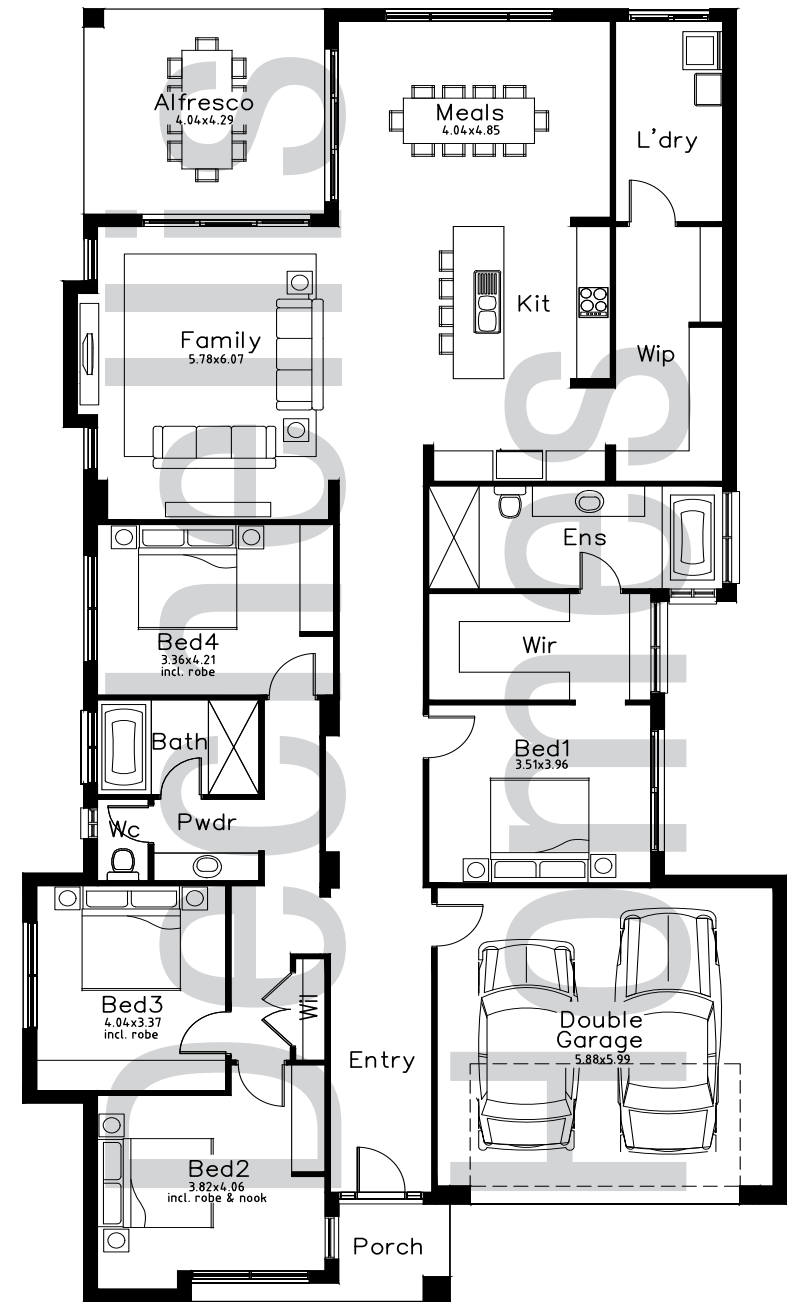 Alfresco
4.04x4.29
Meals
4.04x4.85
L'dry
Kit
Family
5.78x6.07
Wip
Ens
Bed4
3.36x4.21
incl. robe
Wir
Bath
Bed1
3.51x3.96
Wc
Pwdr
Bed3
4.04x3.37
incl. robe
Wil
Double
Garage
5.88x5.99
Entry
Bed2
3.82x4.06
incl. robe & nook
Porch
Homes